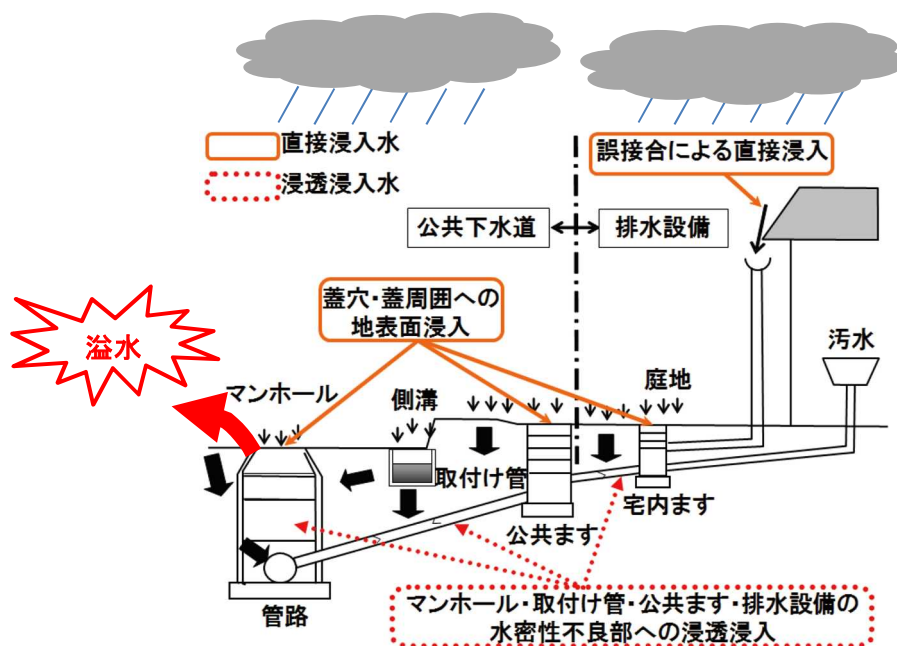 直接浸入水
浸透浸入水
誤接合による直接浸入
公共下水道
排水設備
蓋穴・蓋周囲への
地表面浸入
溢水
汚水
マンホール
側溝
庭地
取付け管
公共ます
宅内ます
管路
マンホール・取付け管・公共ます・排水設備の
水密性不良部への浸透浸入